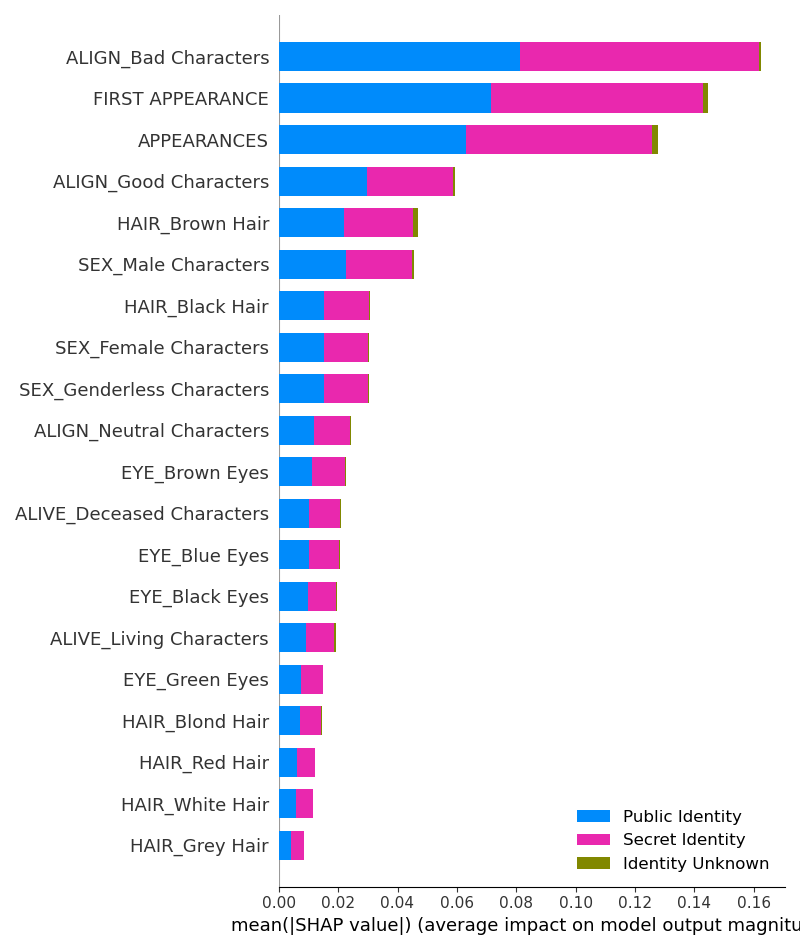 ALIGN_Bad Characters
FIRST APPEARANCE
APPEARANCES
ALIGN_Good Characters
HAIR_Brown Hair
SEX_Male Characters
HAIR_Black Hair
SEX_Female Characters
SEX_Genderless Characters
ALIGN_Neutral Characters
EYE_Brown Eyes
ALIVE_Deceased Characters
EYE_Blue Eyes
EYE_Black Eyes
ALIVE_Living Characters
EYE_Green Eyes
HAIR_Blond Hair
HAIR_Red Hair
HAIR_White Hair
HAIR_Grey Hair
Public Identity
Secret Identity
Identity Unknown
0.00 0.02 0.04 0.06 0.08 0.10 0.12 0.14 0.16
mean(|SHAP value|) (average impact on model output magnitu